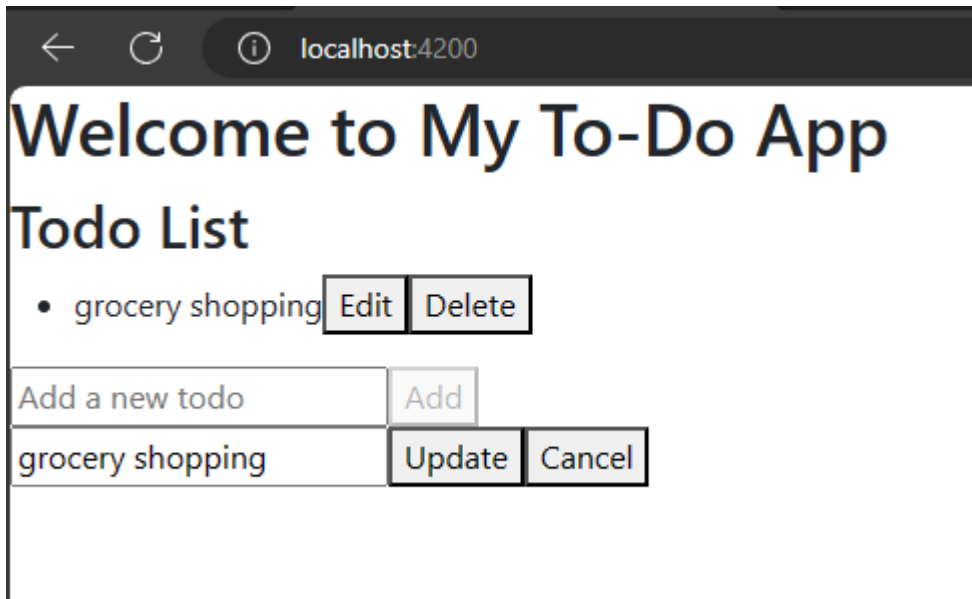 localhost:4200
Welcome to My To-Do App
Todo List
grocery shopping Edit Delete
Add a new todo Add
grocery shopping Update Cancel